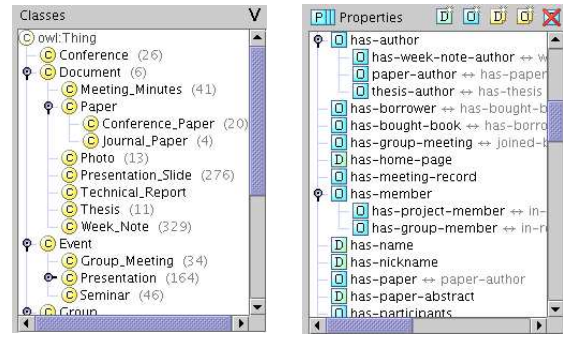 Classes V
C owl:Thing
C Conference (26)
C Document (6)
C Meeting_Minutes (41)
C Paper
C Conference_Paper (20)
C Journal_Paper (4)
C Photo (13)
C Presentation_Slide (276)
C Technical_Report
C Thesis (11)
C Week_Note (329)
C Event
C Group_Meeting (34)
C Presentation (164)
C Seminar (46)
C Group
P Properties D O D O
O has-author
O has-week-note-author ↔ w
O paper-author ↔ has-paper
O thesis-author ↔ has-thesis
O has-borrower ↔ has-bought-b
O has-bought-book ↔ has-borro
O has-group-meeting ↔ joined-b
D has-home-page
O has-meeting-record
O has-member
O has-project-member ↔ in-
O has-group-member ↔ in-r
D has-name
D has-nickname
O has-paper ↔ paper-author
D has-paper-abstract
O has-participants